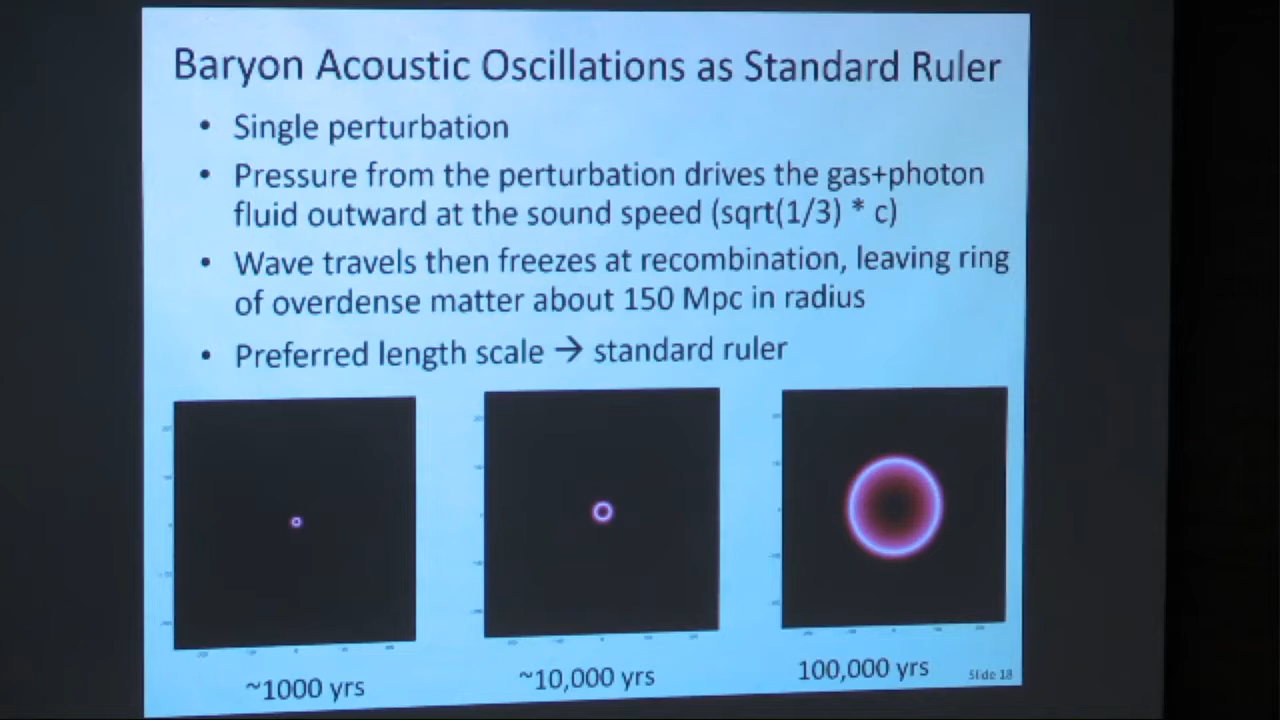 Baryon Acoustic Oscillations as Standard Ruler
• Single perturbation
• Pressure from the perturbation drives the gas+photon
fluid outward at the sound speed (sqrt(1/3) * c)
• Wave travels then freezes at recombination, leaving ring
of overdense matter about 150 Mpc in radius
• Preferred length scale → standard ruler
~1000 yrs
~10,000 yrs
100,000 yrs
Slide 18